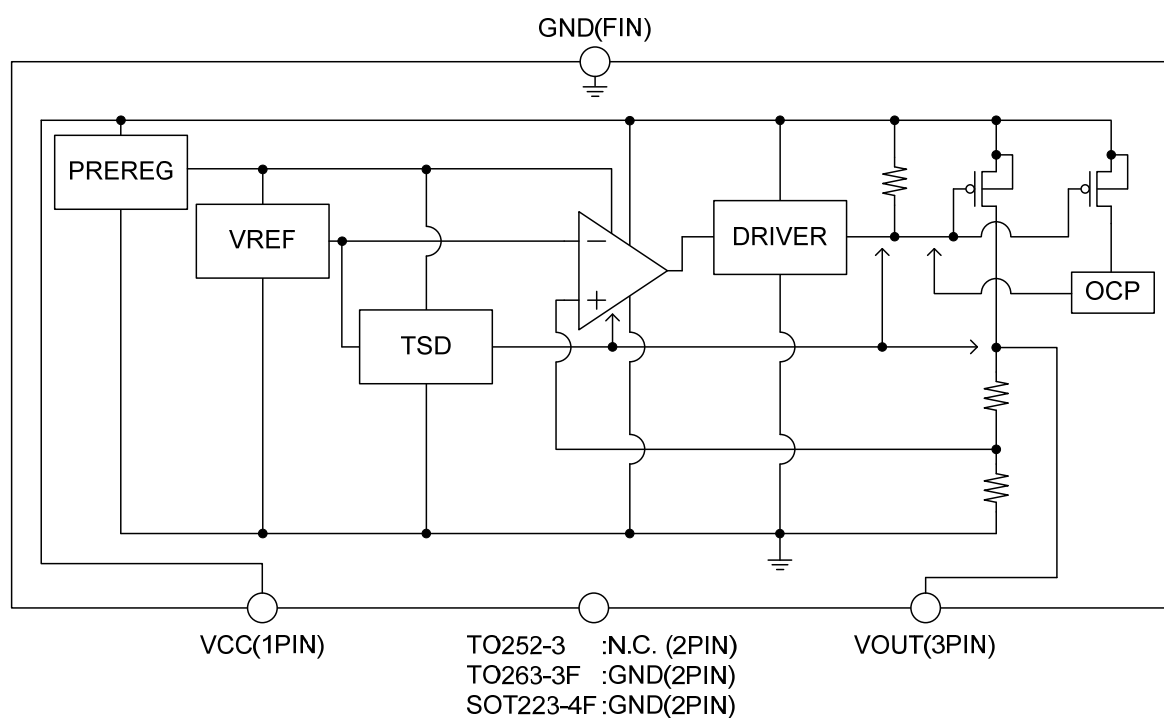 GND(FIN)
PREREG
VREF
TSD
−
+
DRIVER
OCP
VCC(1PIN)
TO252-3 :N.C. (2PIN)
TO263-3F :GND(2PIN)
SOT223-4F :GND(2PIN)
VOUT(3PIN)